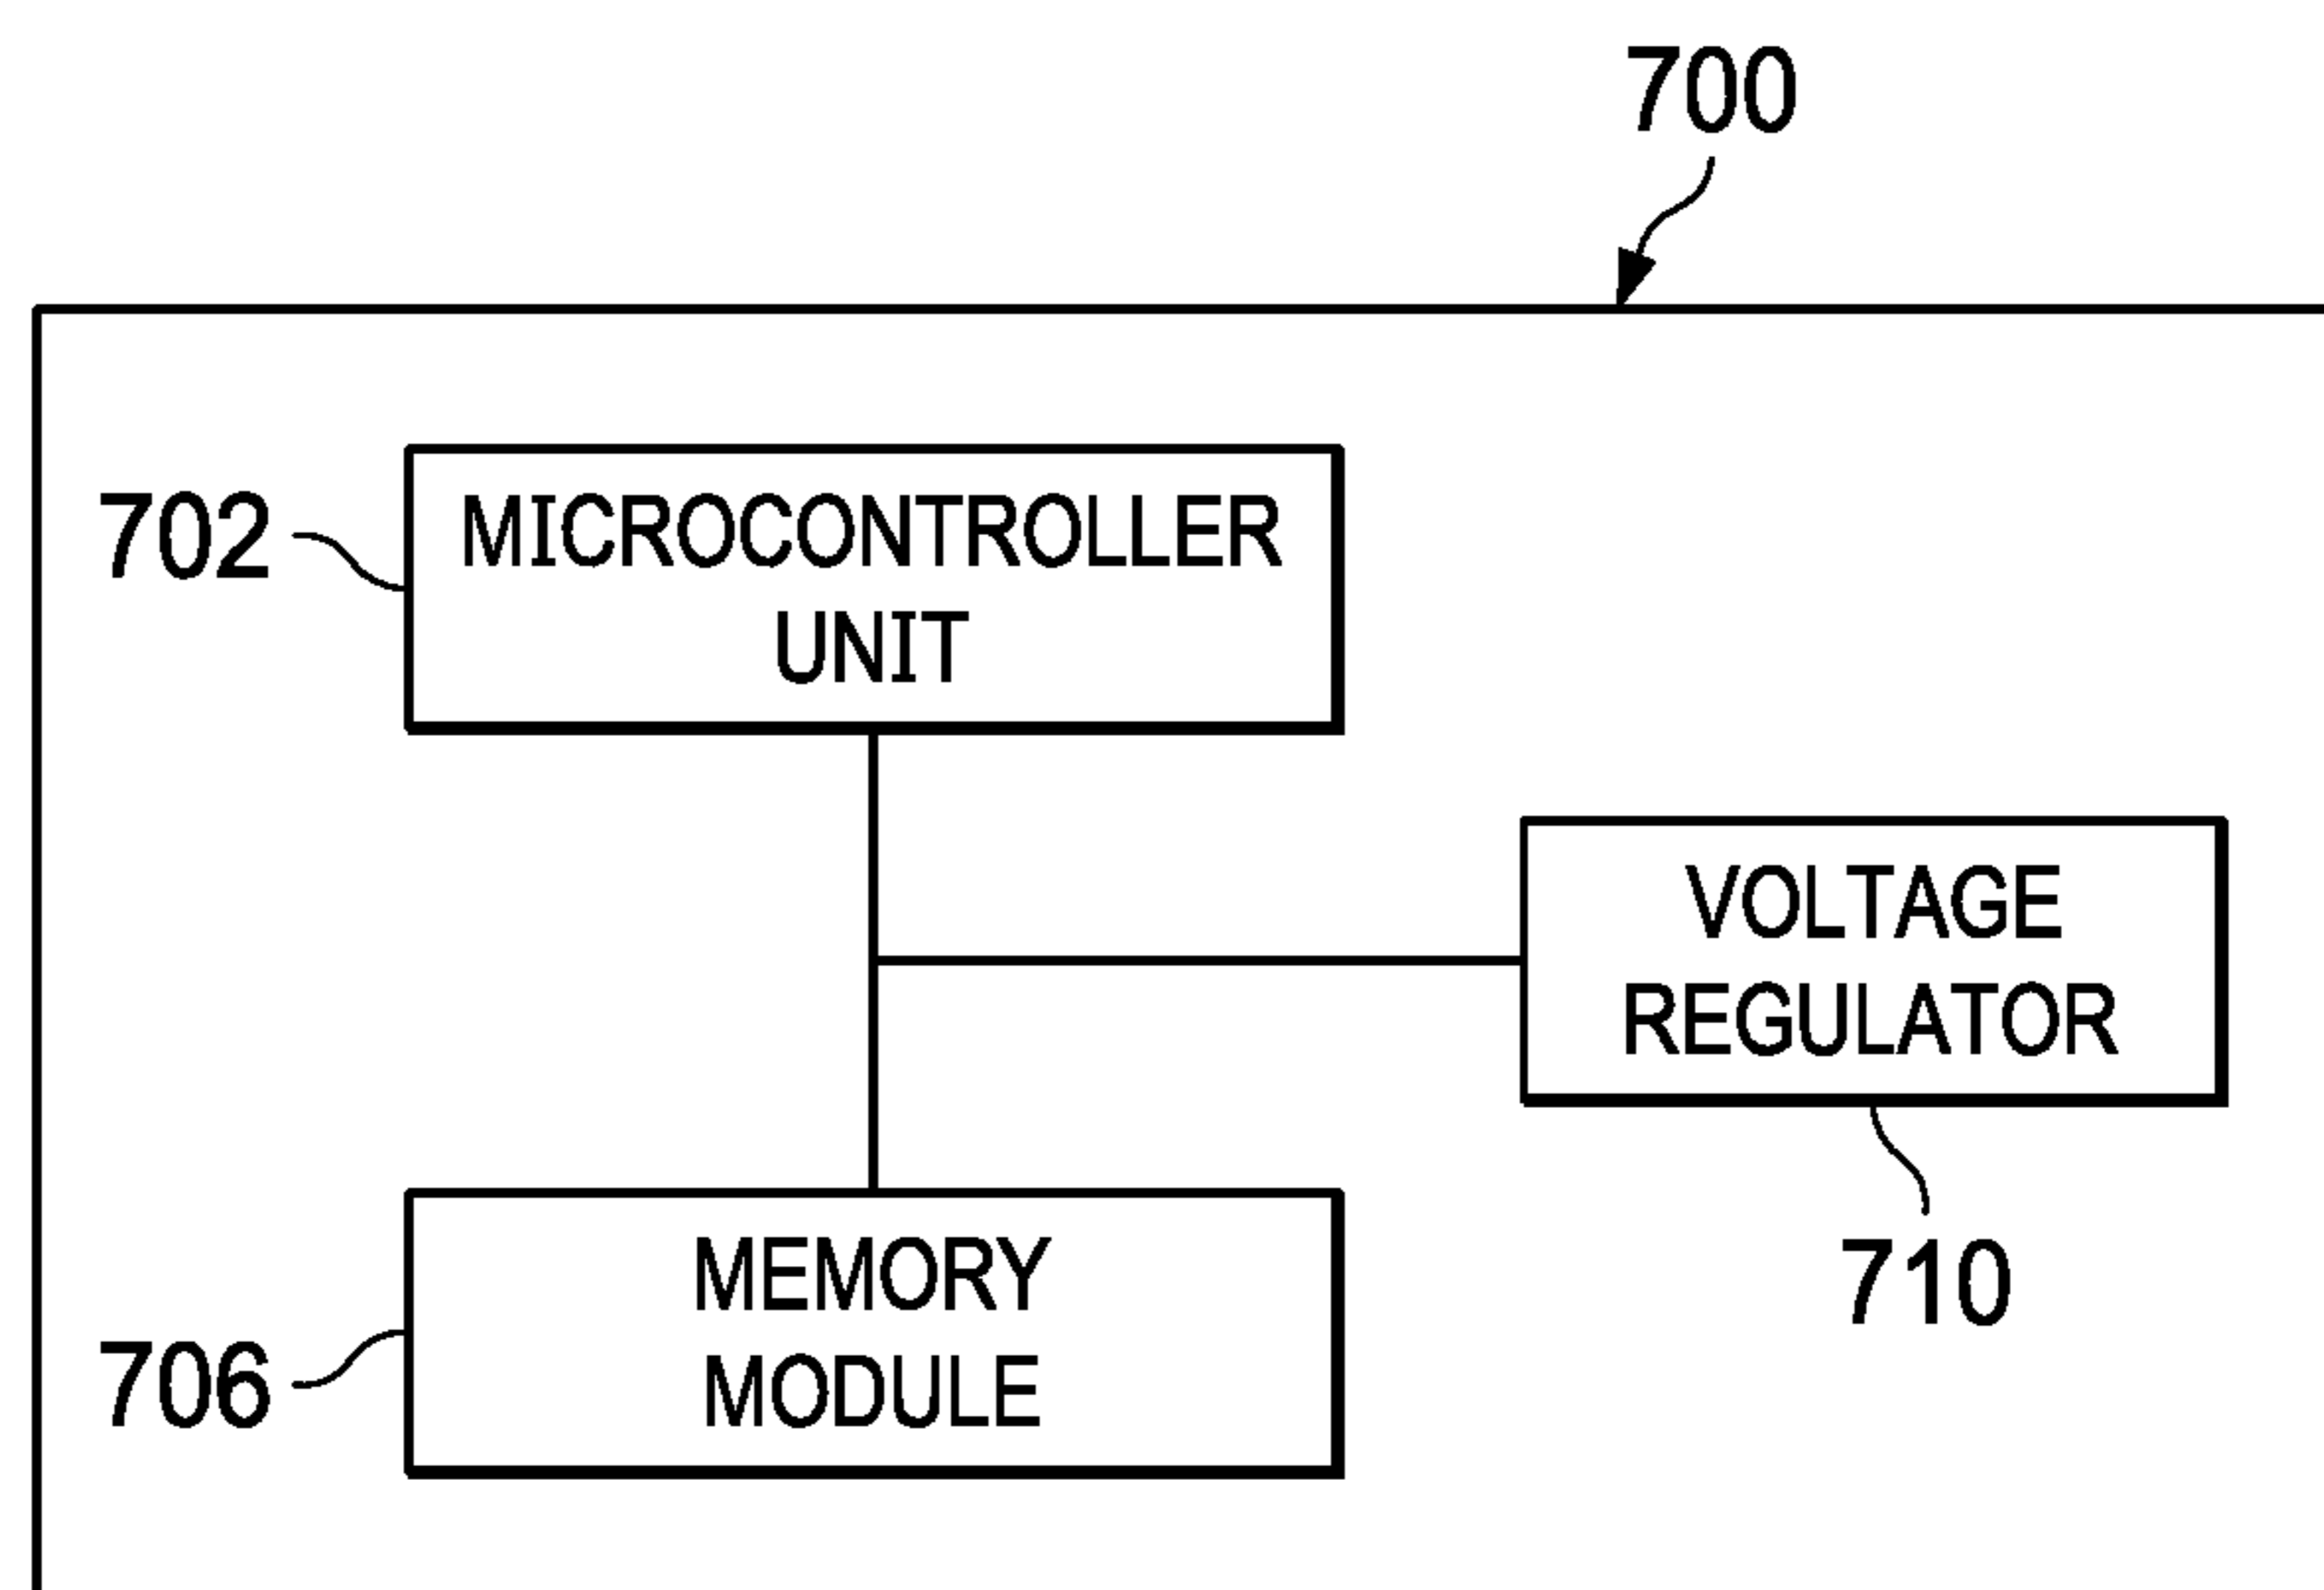 700
702
MICROCONTROLLER
UNIT
VOLTAGE
REGULATOR
710
MEMORY
MODULE
706